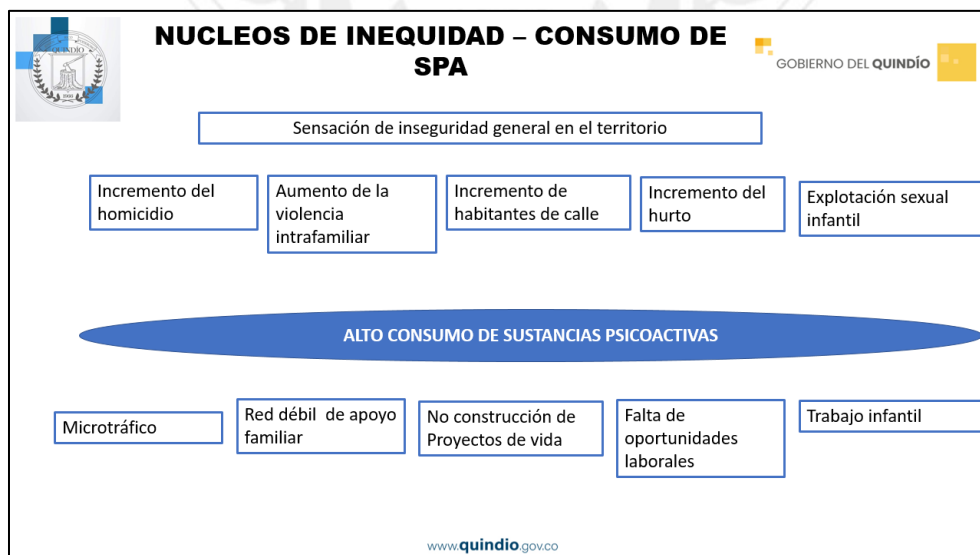 QUINDIO
1966
NUCLEOS DE INEQUIDAD – CONSUMO DE
SPA
GOBIERNO DEL QUINDÍO
Sensación de inseguridad general en el territorio
Incremento del
homicidio
Aumento de la
violencia
intrafamiliar
Incremento de
habitantes de calle
Incremento del
hurto
Explotación sexual
infantil
ALTO CONSUMO DE SUSTANCIAS PSICOACTIVAS
Microtráfico
Red débil de apoyo
familiar
No construcción de
Proyectos de vida
Falta de
oportunidades
laborales
Trabajo infantil
www.quindio.gov.co